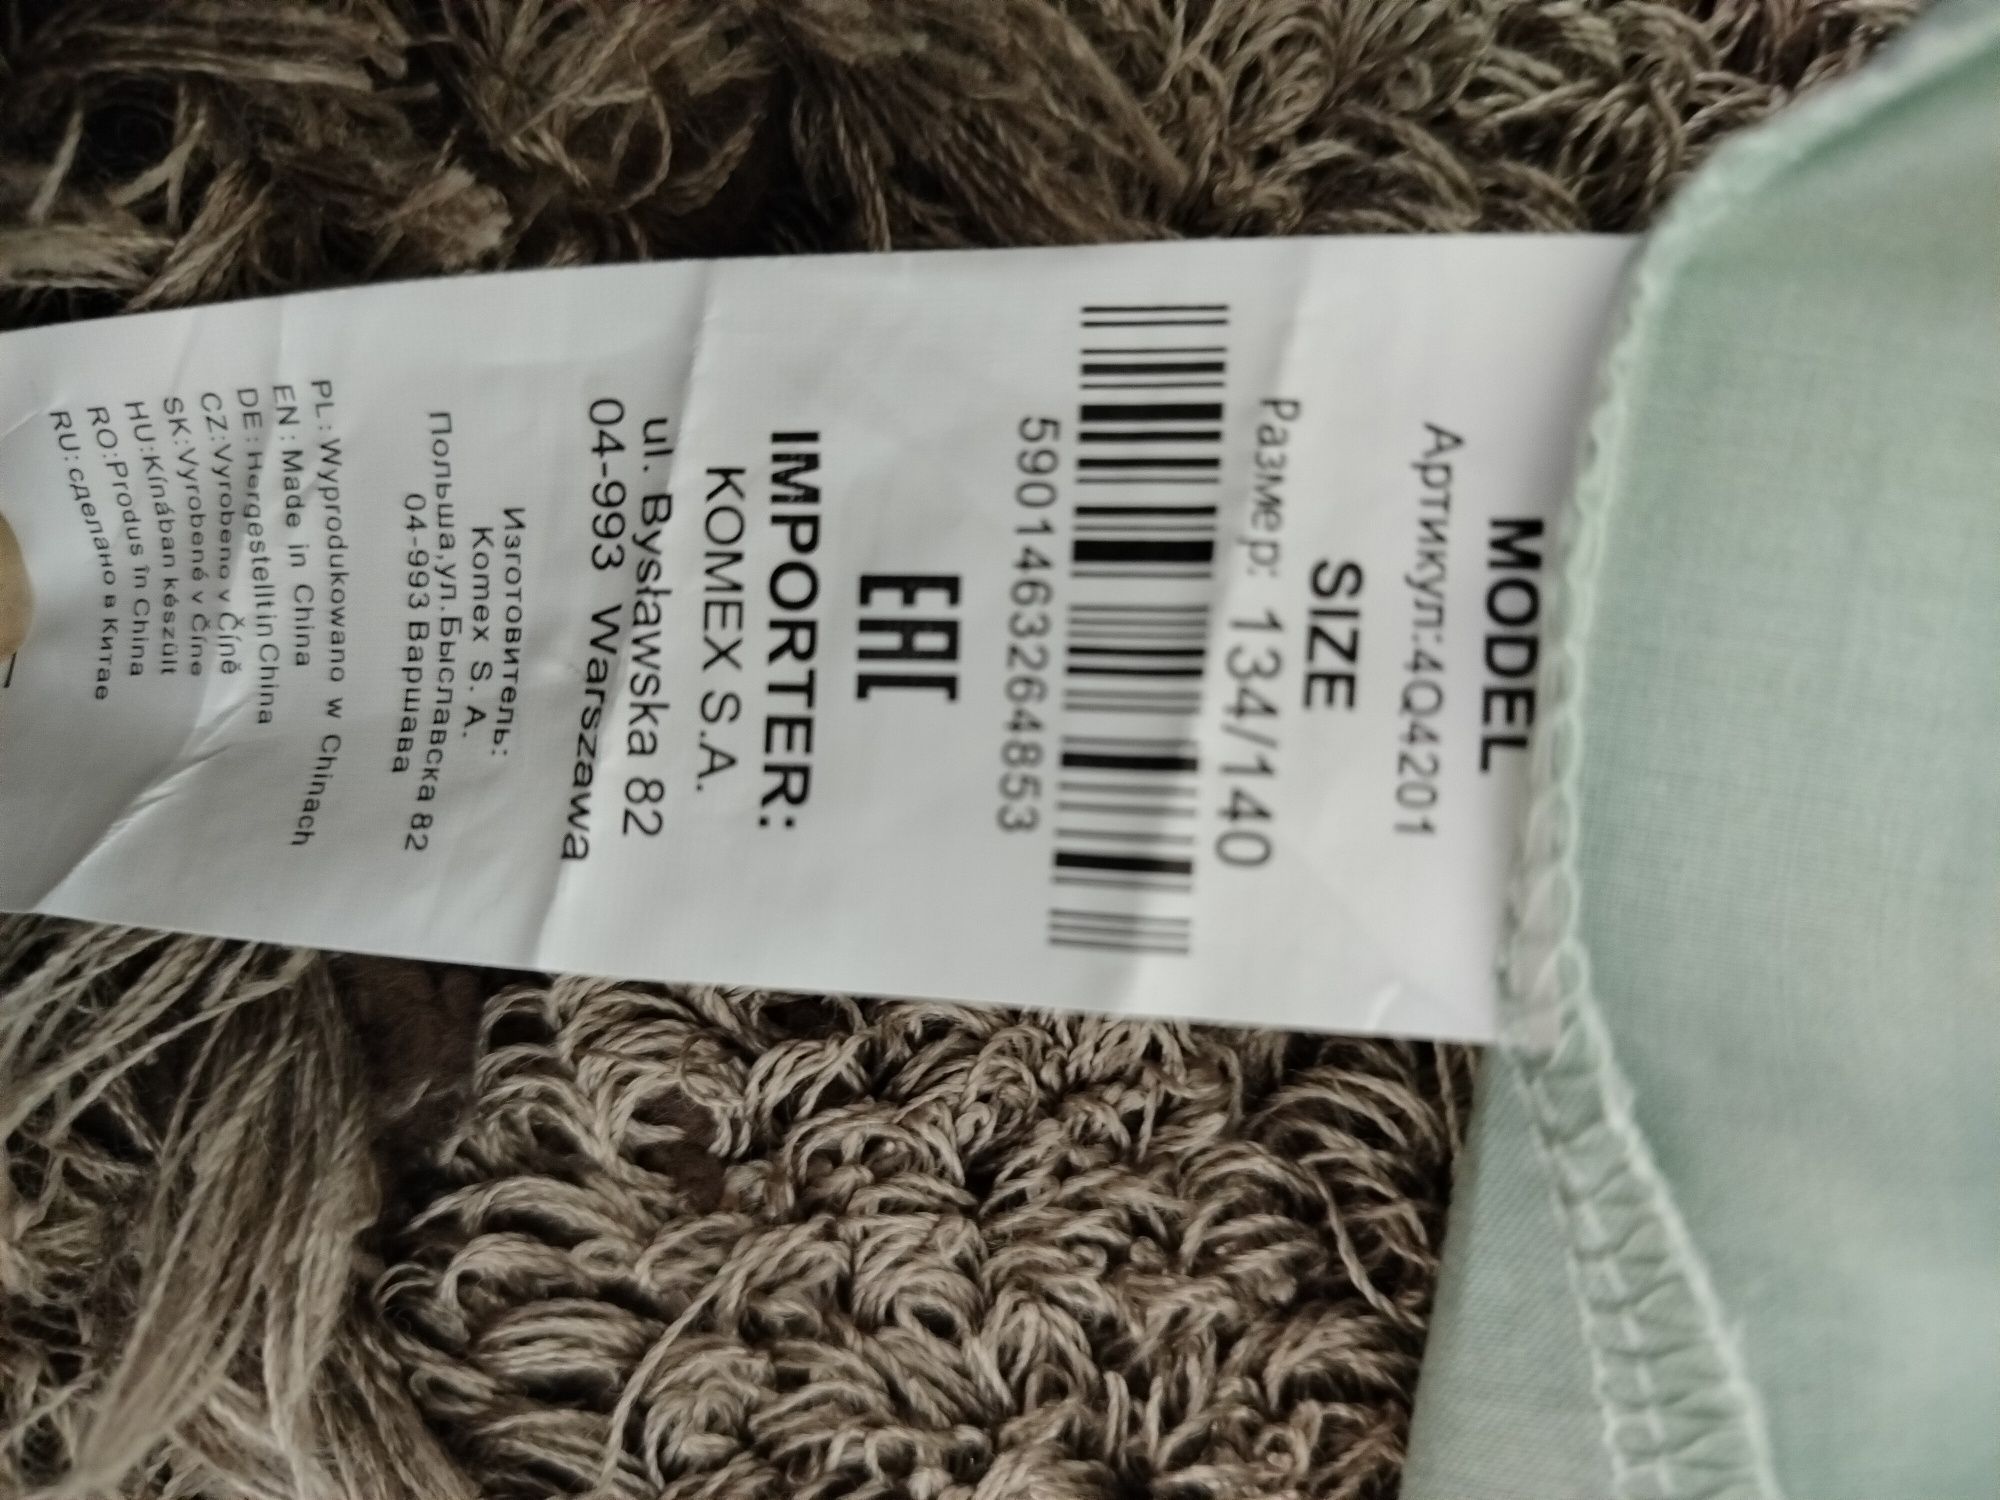 MODEL
Артикул:4Q4201
SIZE
Размер: 134/140
5901463264853
EAC
IMPORTER:
KOMEX S.A.
ul. Bysławska 82
04-993 Warszawa
Изготовитель:
Komex S. A.
Польша,ул.Быславска 82
04-993 Варшава
PL: Wyprodukowano w Chinach
EN: Made in China
DE: Hergestellt in China
CZ:Vyrobeno v Číně
SK:Vyrobené v Číne
HU:Kínában készült
RO:Produs în China
RU: сделано в Китае